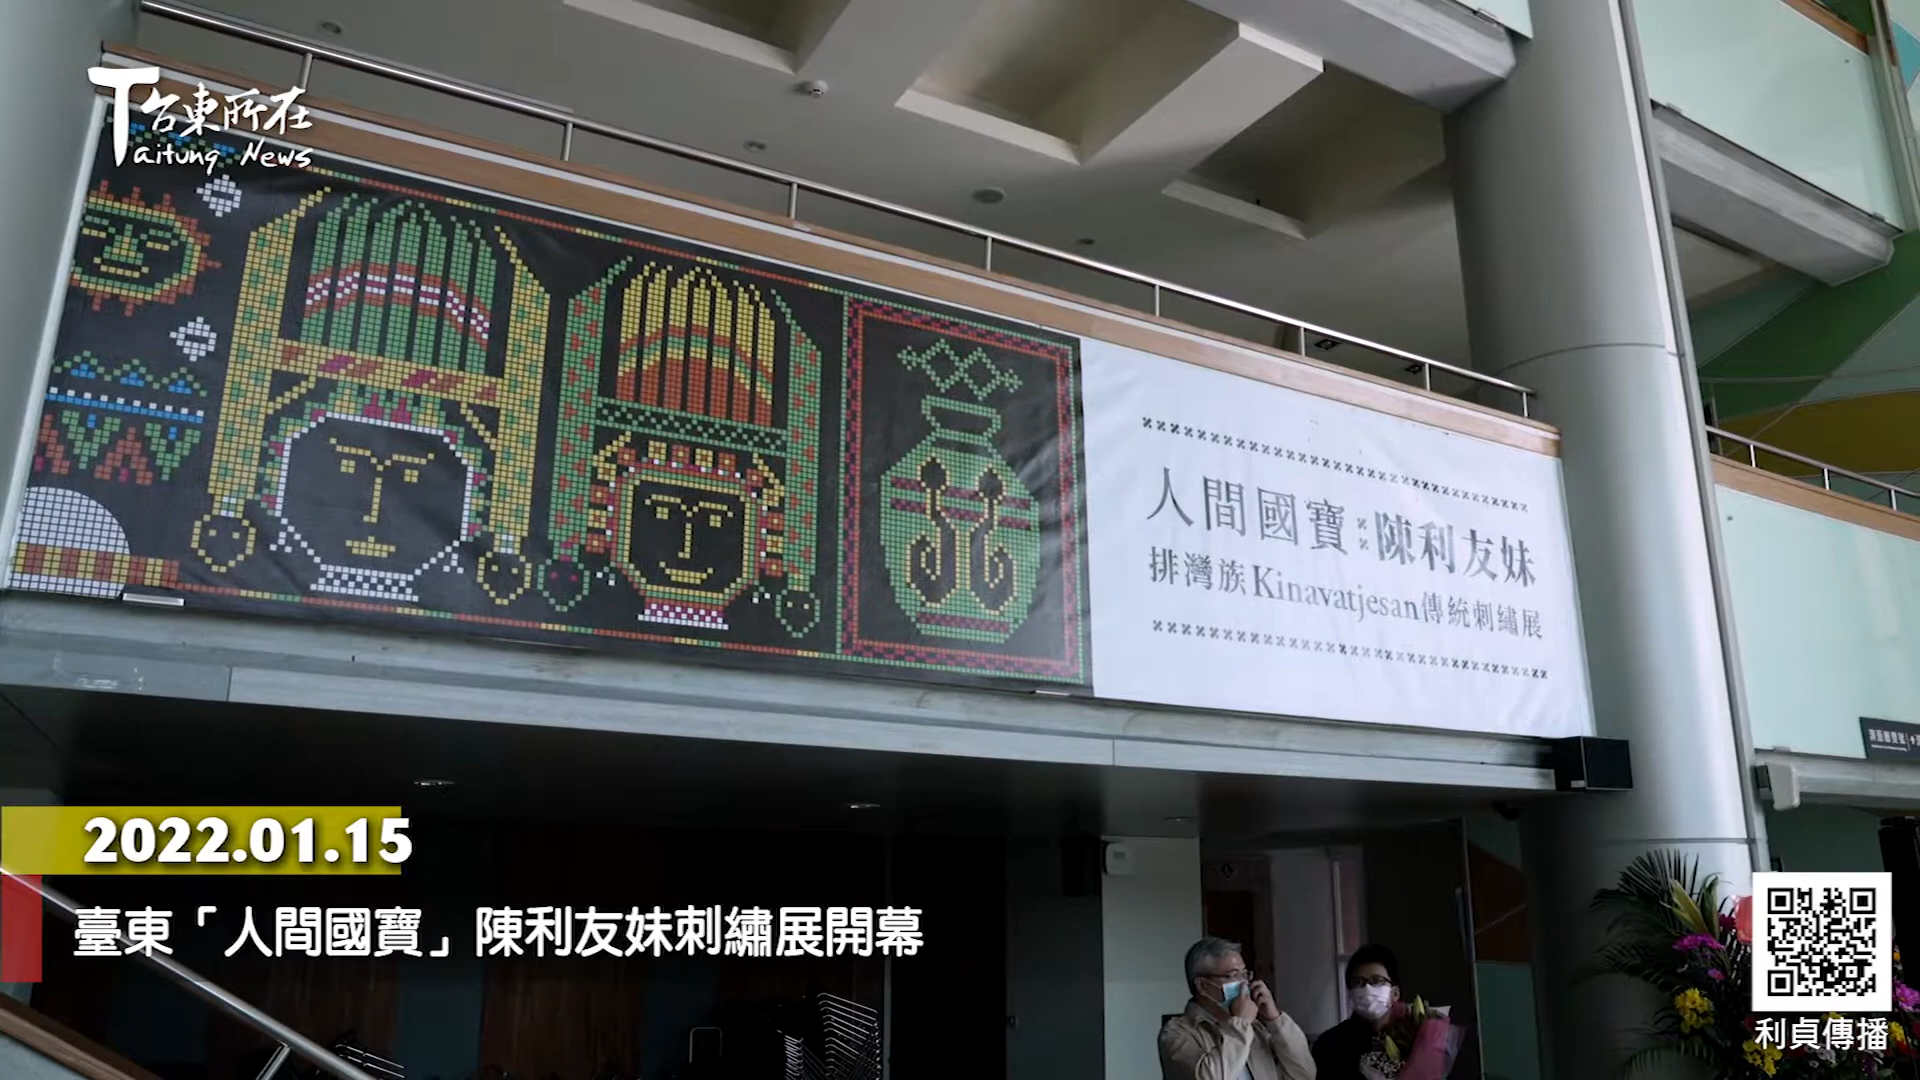 台東所在
Taitung News
人間國寶：陳利友妹
排灣族Kinavatjesan傳統刺繡展
2022.01.15
臺東「人間國寶」陳利友妹刺繡展開幕
利貞傳播